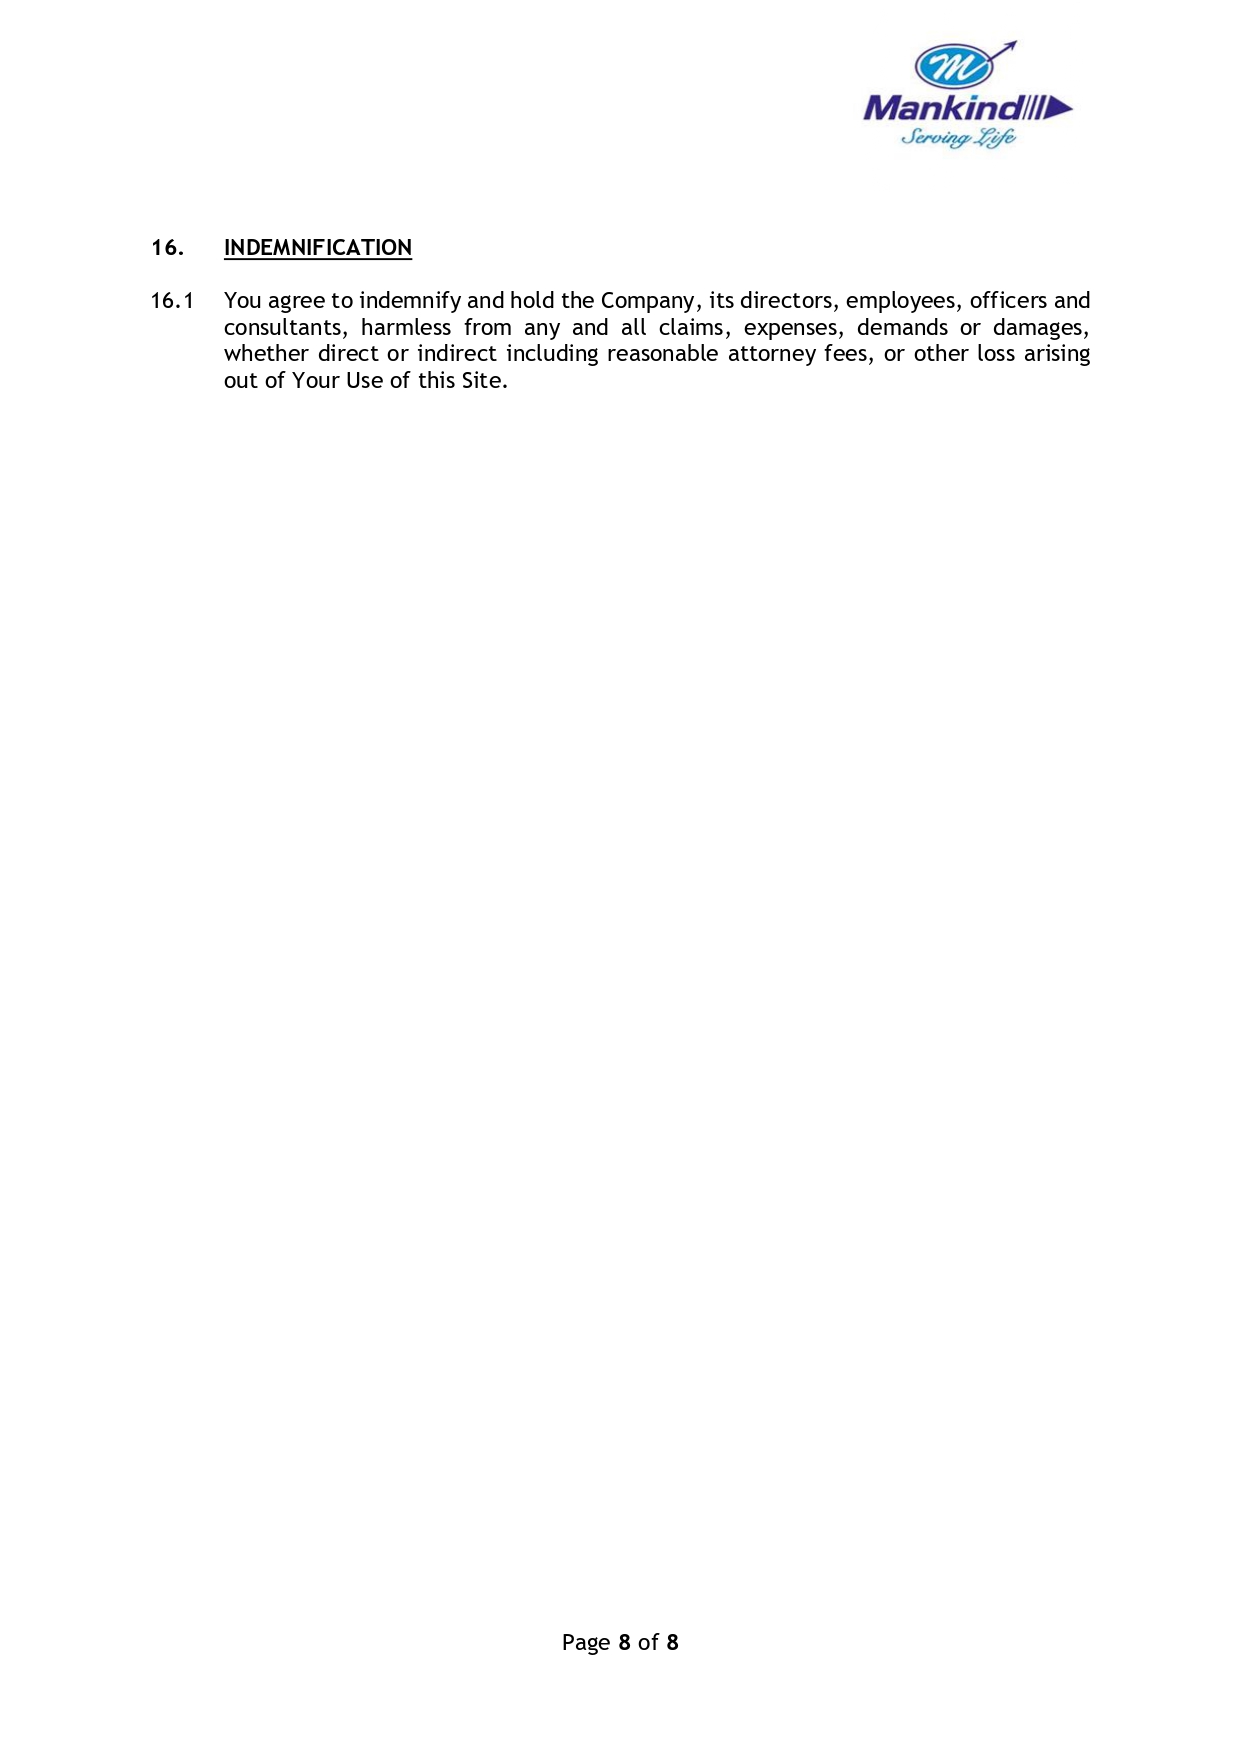 m
Mankind
Serving Life
16. INDEMNIFICATION
16.1 You agree to indemnify and hold the Company, its directors, employees, officers and
consultants, harmless from any and all claims, expenses, demands or damages,
whether direct or indirect including reasonable attorney fees, or other loss arising
out of Your Use of this Site.
Page 8 of 8